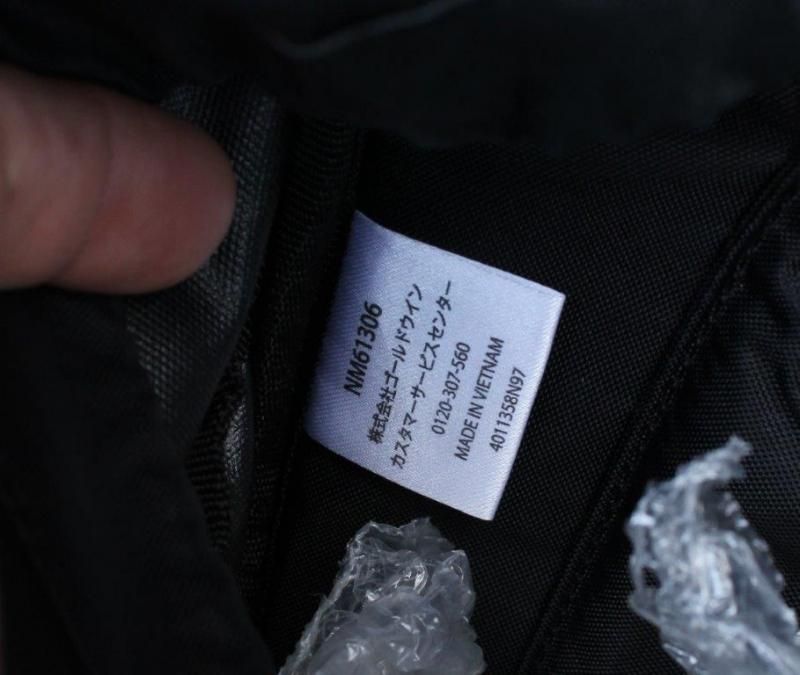 NM61306
株式会社ゴールドウイン
カスタマーサービスセンター
0120-307-560
MADE IN VIETNAM
4011358N97